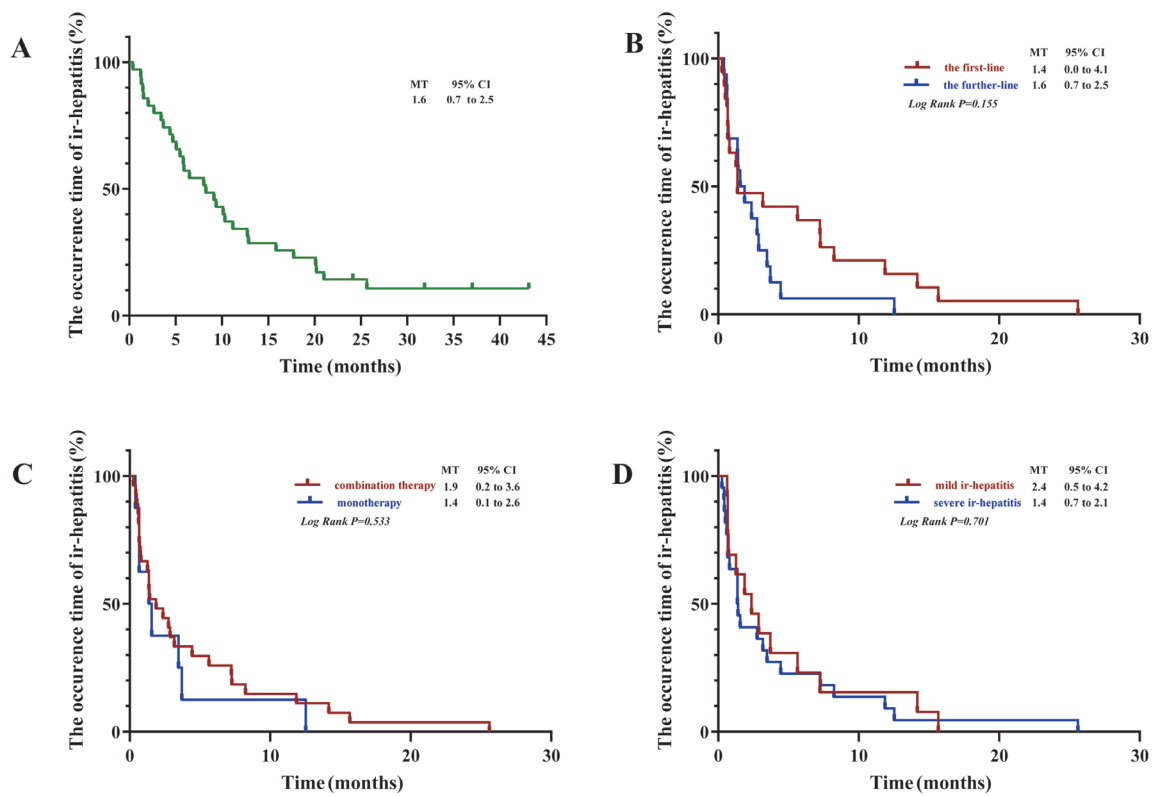 A
The occurrence time of ir-hepatitis (%)
100
50
0
0 5 10 15 20 25 30 35 40 45
Time (months)
MT 95% CI
1.6 0.7 to 2.5
B
The occurence time of ir-hepatitis (%)
100
50
0
0 10 20 30
Time (months)
MT 95% CI
the first-line 1.4 0.0 to 4.1
the further-line 1.6 0.7 to 2.5
Log Rank P=0.155
C
The occurence time of ir-hepatitis (%)
100
50
0
0 10 20 30
Time (months)
MT 95% CI
combination therapy 1.9 0.2 to 3.6
monotherapy 1.4 0.1 to 2.6
Log Rank P=0.533
D
The occurence time of ir-hepatitis (%)
100
50
0
0 10 20 30
Time (months)
MT 95% CI
mild ir-hepatitis 2.4 0.5 to 4.2
severe ir-hepatitis 1.4 0.7 to 2.1
Log Rank P=0.701